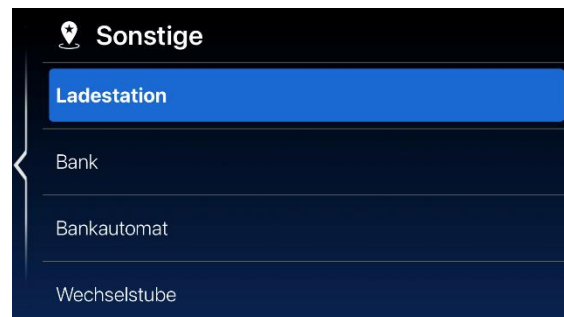 Sonstige
Ladestation
Bank
Bankautomat
Wechselstube